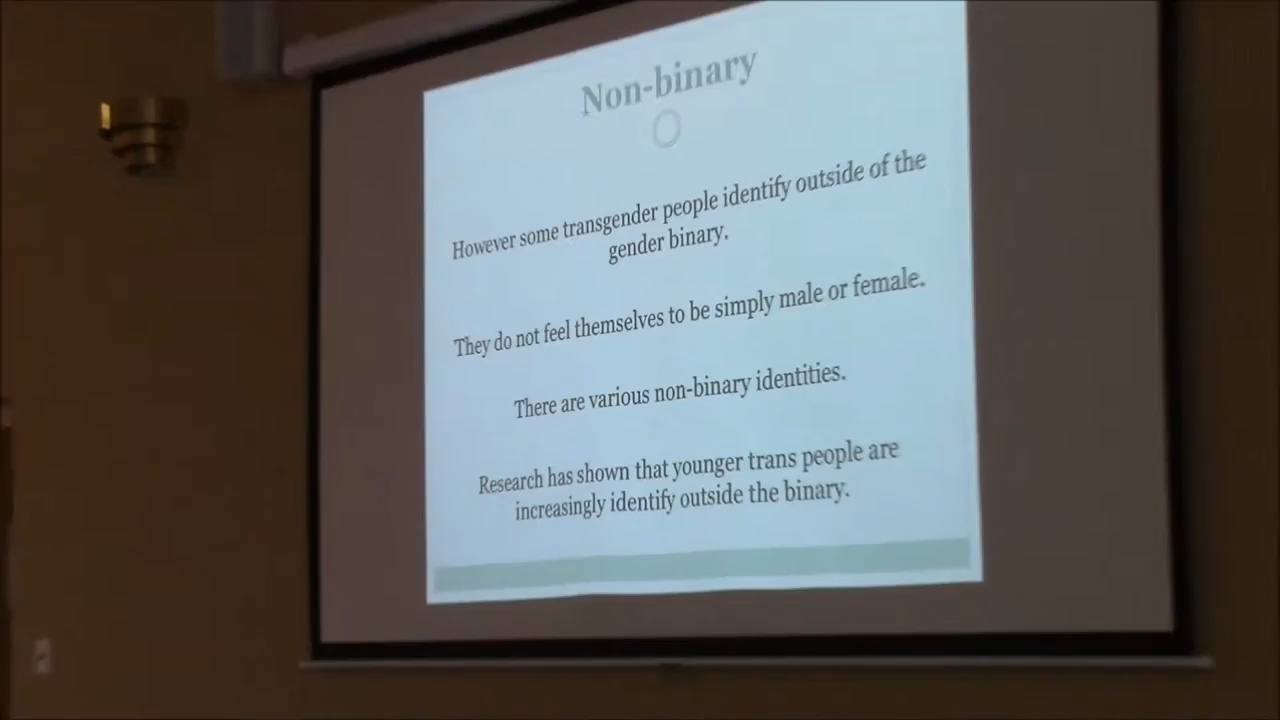 Non-binary
However some transgender people identify outside of the
gender binary.
They do not feel themselves to be simply male or female.
There are various non-binary identities.
Research has shown that younger trans people are
increasingly identify outside the binary.